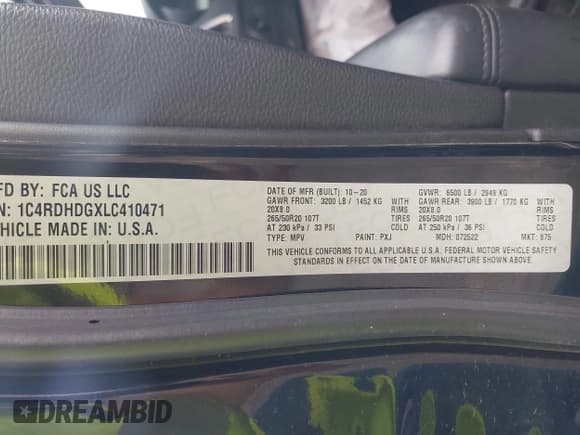 MFD BY: FCA US LLC
1C4RDHDGXLC410471
VEHICLE MADE IN: U.S.A.
DATE OF MFR (BUILT): 10-20
GAWR FRONT: 3200 LB / 1452 KG WITH
20X8.0 RIMS
265/50R20 107T TIRES
AT 230 kPa / 33 PSI COLD
TYPE: MPV PAINT: PXJ
GVWR: 6500 LB / 2949 KG
GAWR REAR: 3900 LB / 1770 KG WITH
20X8.0 RIMS
265/50R20 107T TIRES
AT 250 kPa / 36 PSI COLD
MDH: 072522 MKT: 875
THIS VEHICLE CONFORMS TO ALL APPLICABLE U.S.A. FEDERAL MOTOR VEHICLE SAFETY
STANDARDS IN EFFECT ON THE DATE OF MANUFACTURE SHOWN ABOVE.
DREAMBID